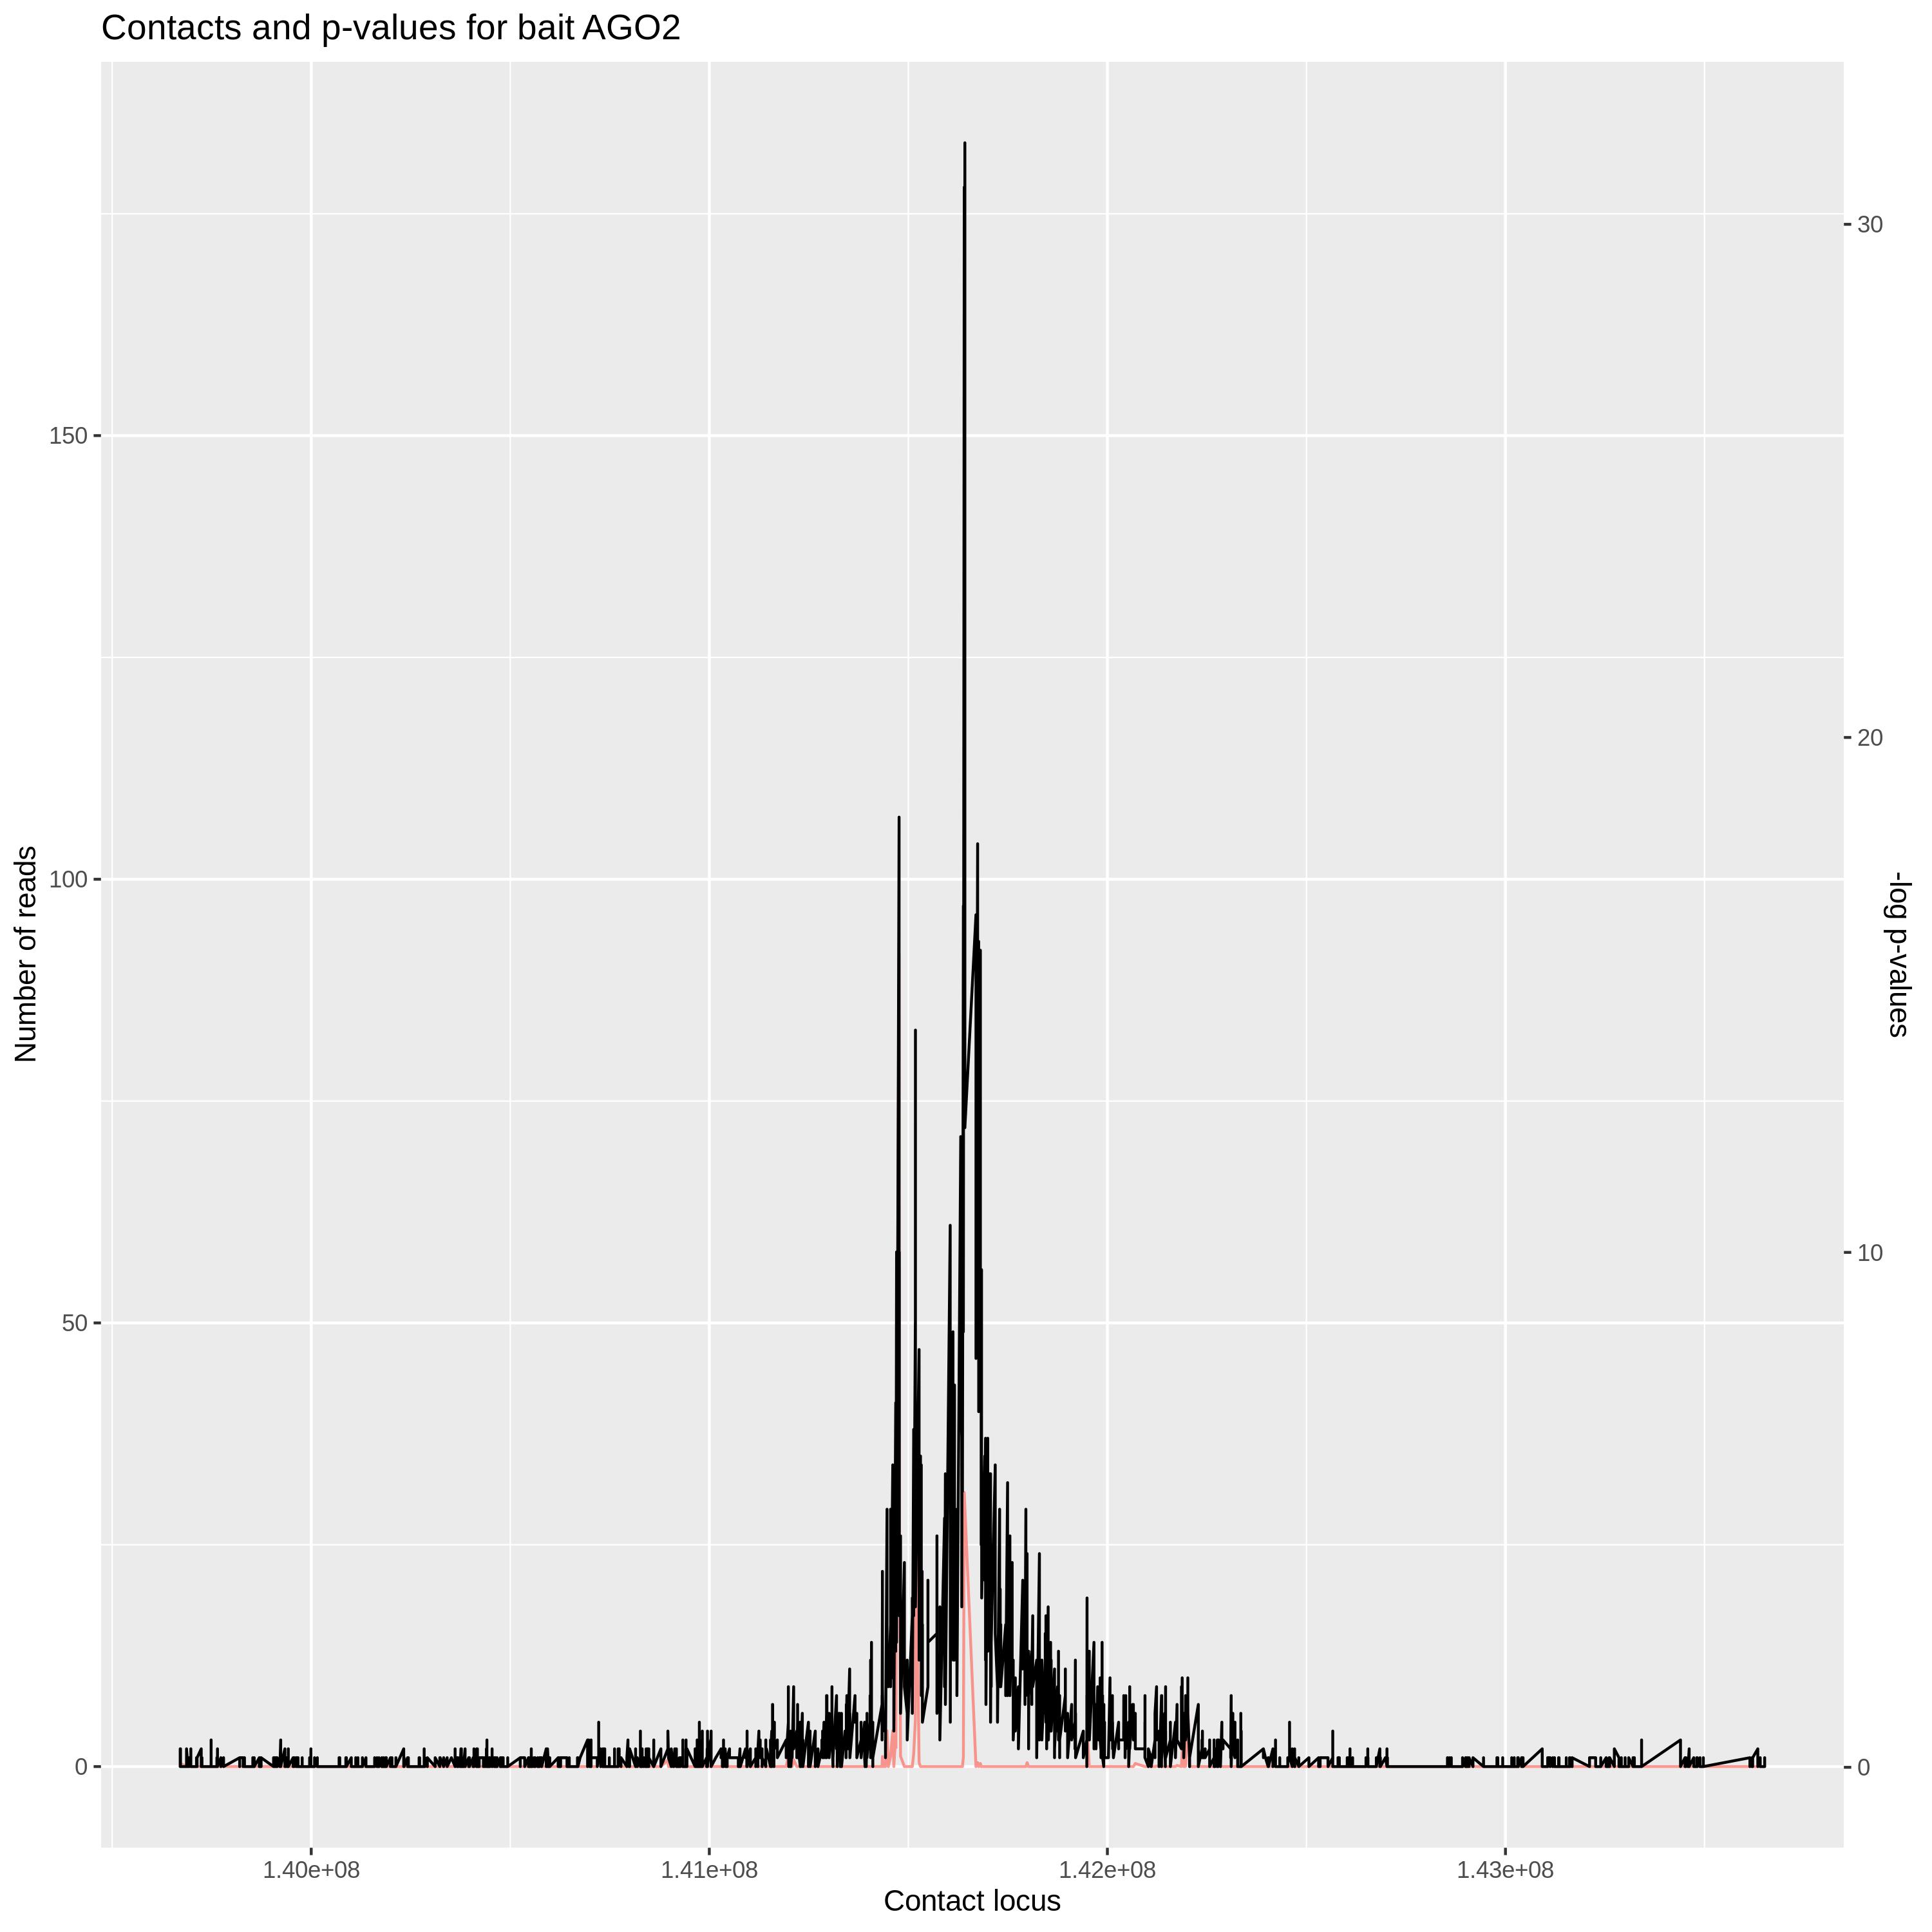 Contacts and p-values for bait AGO2
Number of reads
150
100
50
0
30
20
10
0
-log p-values
1.40e+08 1.41e+08 1.42e+08 1.43e+08
Contact locus